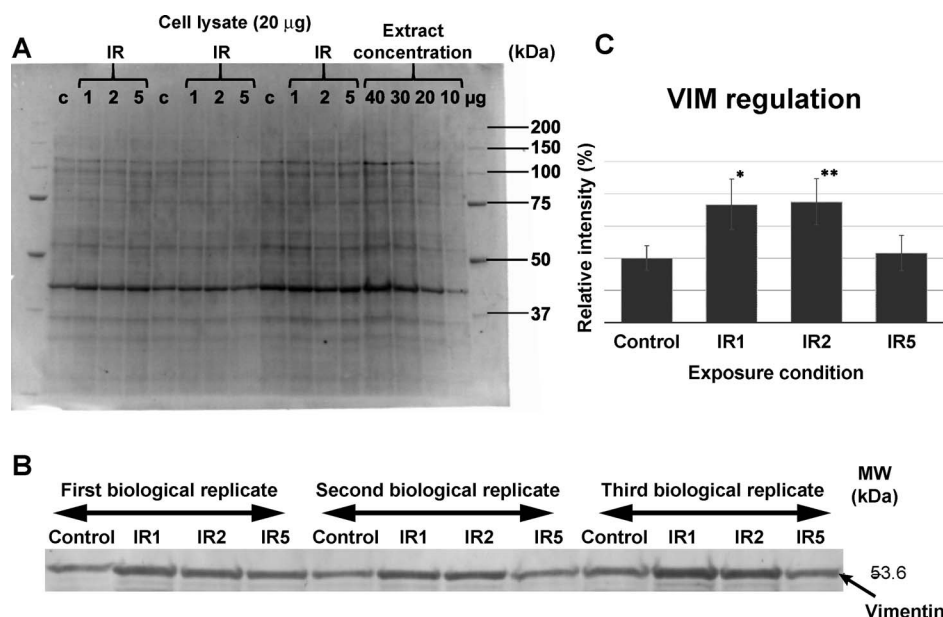 A
Cell lysate (20 µg)
IR IR IR
Extract
concentration
(kDa)
c 1 2 5 c 1 2 5 c 1 2 5 40 30 20 10 µg
200
150
100
75
50
37
C
VIM regulation
Relative intensity (%)
* **
Control IR1 IR2 IR5
Exposure condition
B
First biological replicate Second biological replicate Third biological replicate
MW
(kDa)
Control IR1 IR2 IR5 Control IR1 IR2 IR5 Control IR1 IR2 IR5
53.6
Vimentin